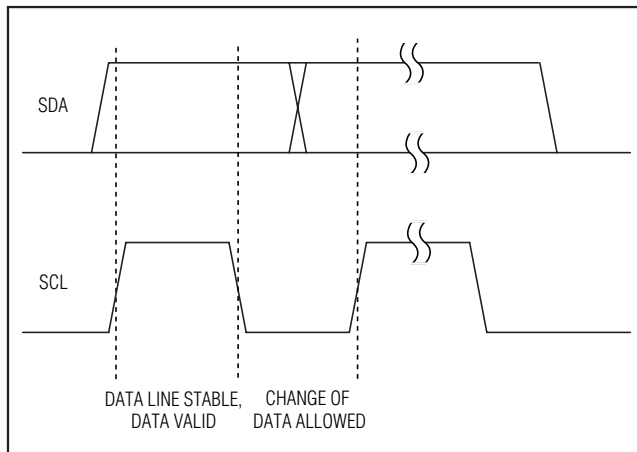 SDA
SCL
DATA LINE STABLE,
DATA VALID
CHANGE OF
DATA ALLOWED